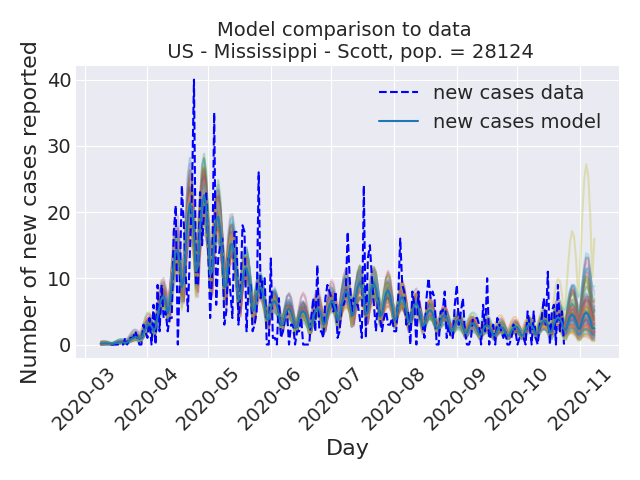 Model comparison to data
US - Mississippi - Scott, pop. = 28124
Number of new cases reported
40
30
20
10
0
new cases data
new cases model
2020-03
2020-04
2020-05
2020-06
2020-07
2020-08
2020-09
2020-10
2020-11
Day